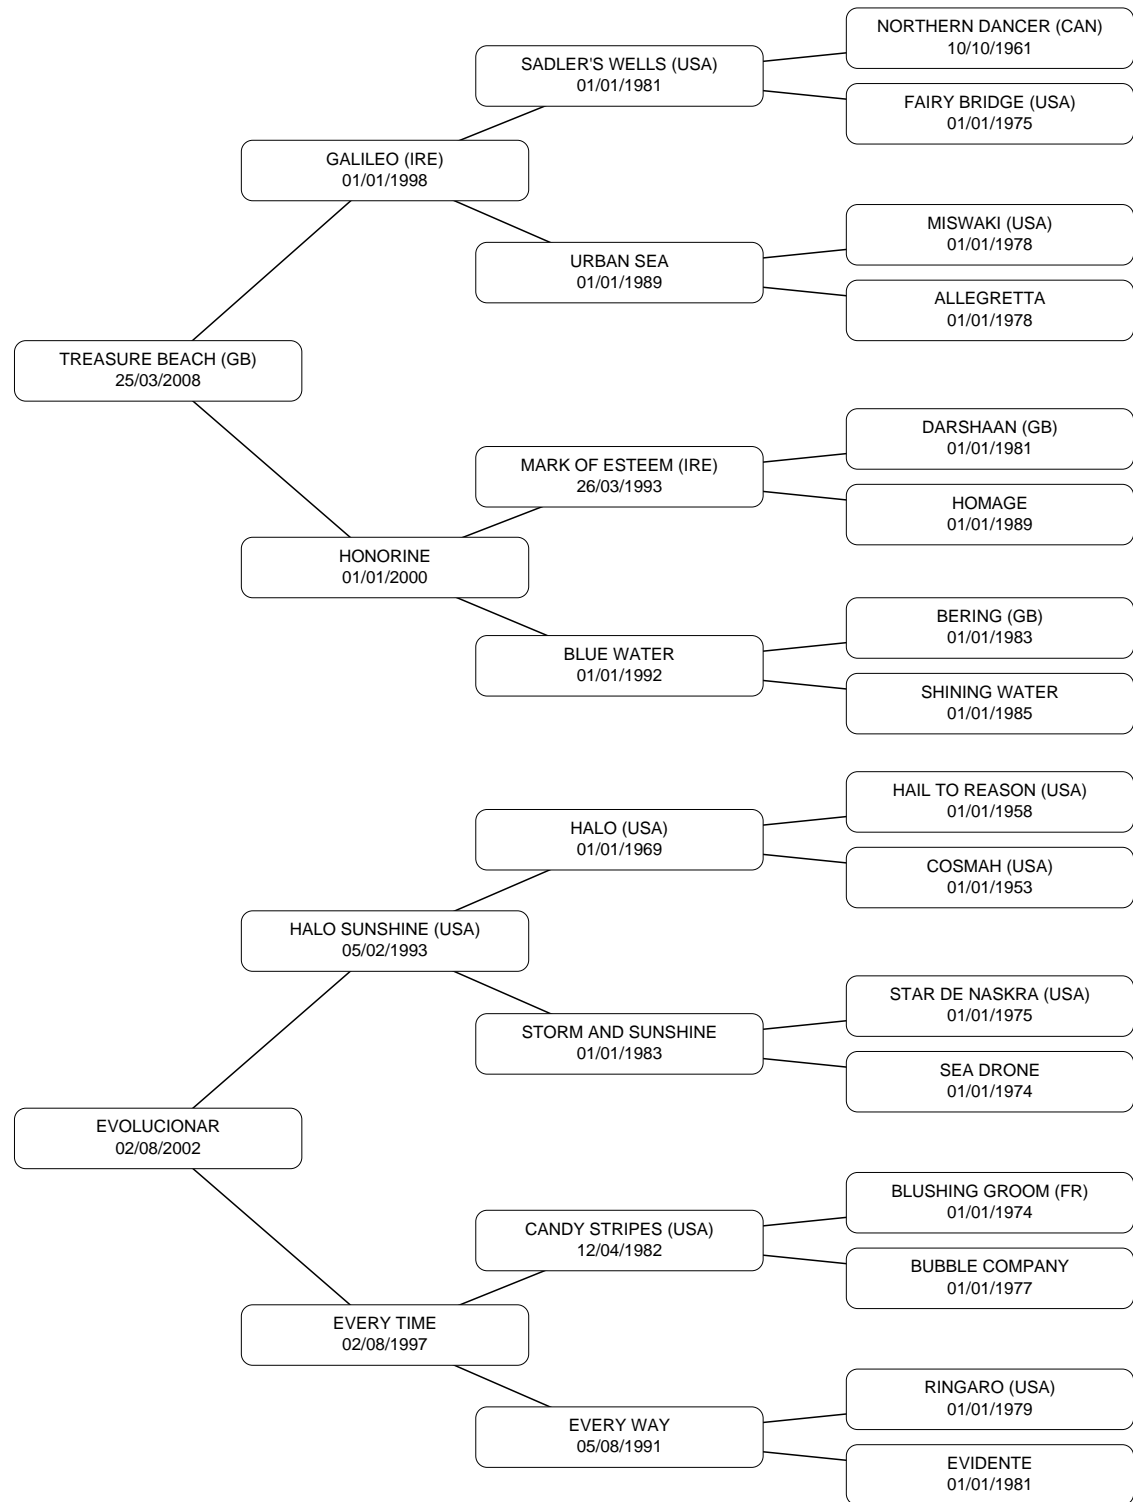 NORTHERN DANCER (CAN)
10/10/1961
SADLER'S WELLS (USA)
01/01/1981
FAIRY BRIDGE (USA)
01/01/1975
GALILEO (IRE)
01/01/1998
MISWAKI (USA)
01/01/1978
URBAN SEA
01/01/1989
ALLEGRETTA
01/01/1978
TREASURE BEACH (GB)
25/03/2008
DARSHAAN (GB)
01/01/1981
MARK OF ESTEEM (IRE)
26/03/1993
HOMAGE
01/01/1989
HONORINE
01/01/2000
BERING (GB)
01/01/1983
BLUE WATER
01/01/1992
SHINING WATER
01/01/1985
HAIL TO REASON (USA)
01/01/1958
HALO (USA)
01/01/1969
COSMAH (USA)
01/01/1953
HALO SUNSHINE (USA)
05/02/1993
STAR DE NASKRA (USA)
01/01/1975
STORM AND SUNSHINE
01/01/1983
SEA DRONE
01/01/1974
EVOLUCIONAR
02/08/2002
BLUSHING GROOM (FR)
01/01/1974
CANDY STRIPES (USA)
12/04/1982
BUBBLE COMPANY
01/01/1977
EVERY TIME
02/08/1997
RINGARO (USA)
01/01/1979
EVERY WAY
05/08/1991
EVIDENTE
01/01/1981